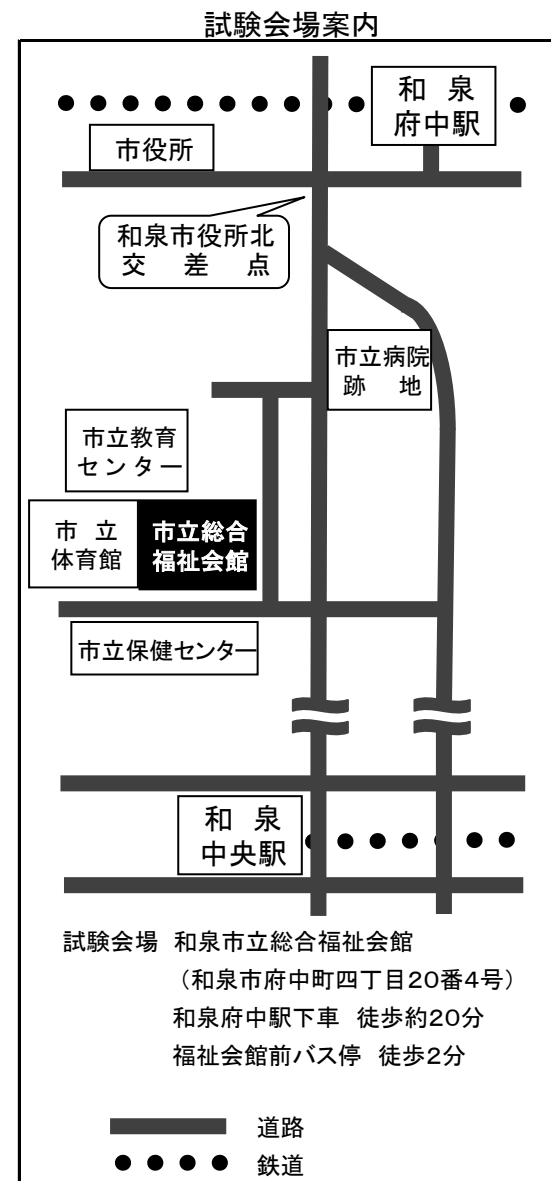 試験会場案内
和　泉
府中駅
市役所
和泉市役所北
交　差　点
市立病院
跡　地
市立教育
センター
市　立
体育館
市立総合
福祉会館
市立保健センター
和　泉
中央駅
試験会場　和泉市立総合福祉会館
（和泉市府中町四丁目20番4号）
和泉府中駅下車　徒歩約20分
福祉会館前バス停　徒歩2分
道路
鉄道